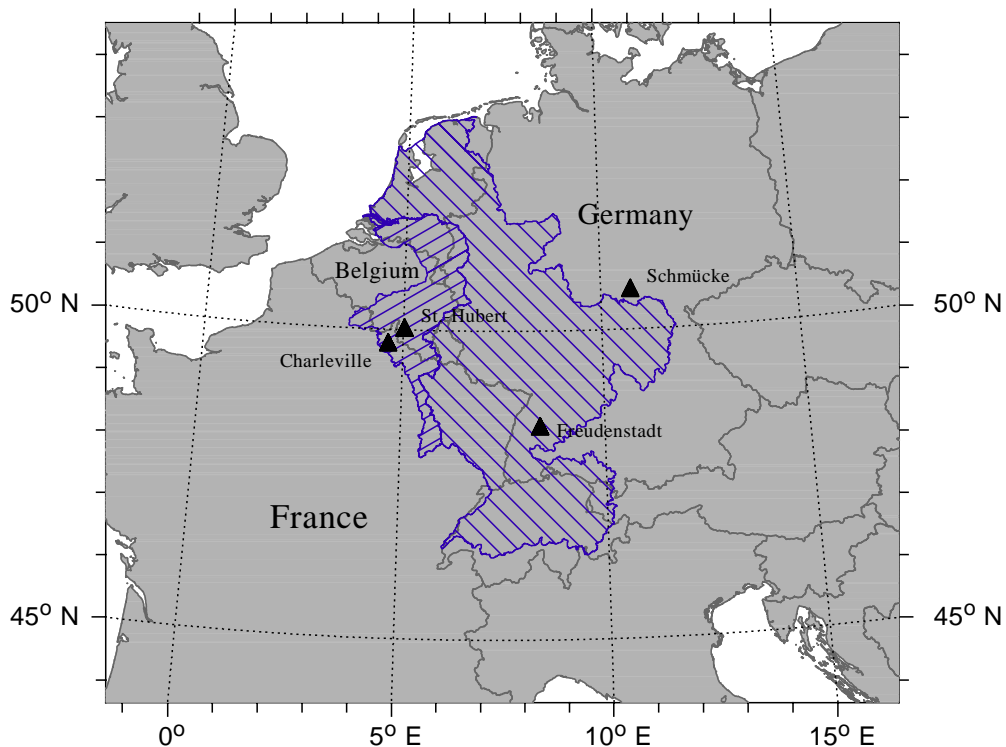 Germany
Schmücke
Belgium
50° N
50° N
St-Hubert
Charleville
Freudenstadt
France
45° N
45° N
0° 5° E 10° E 15° E